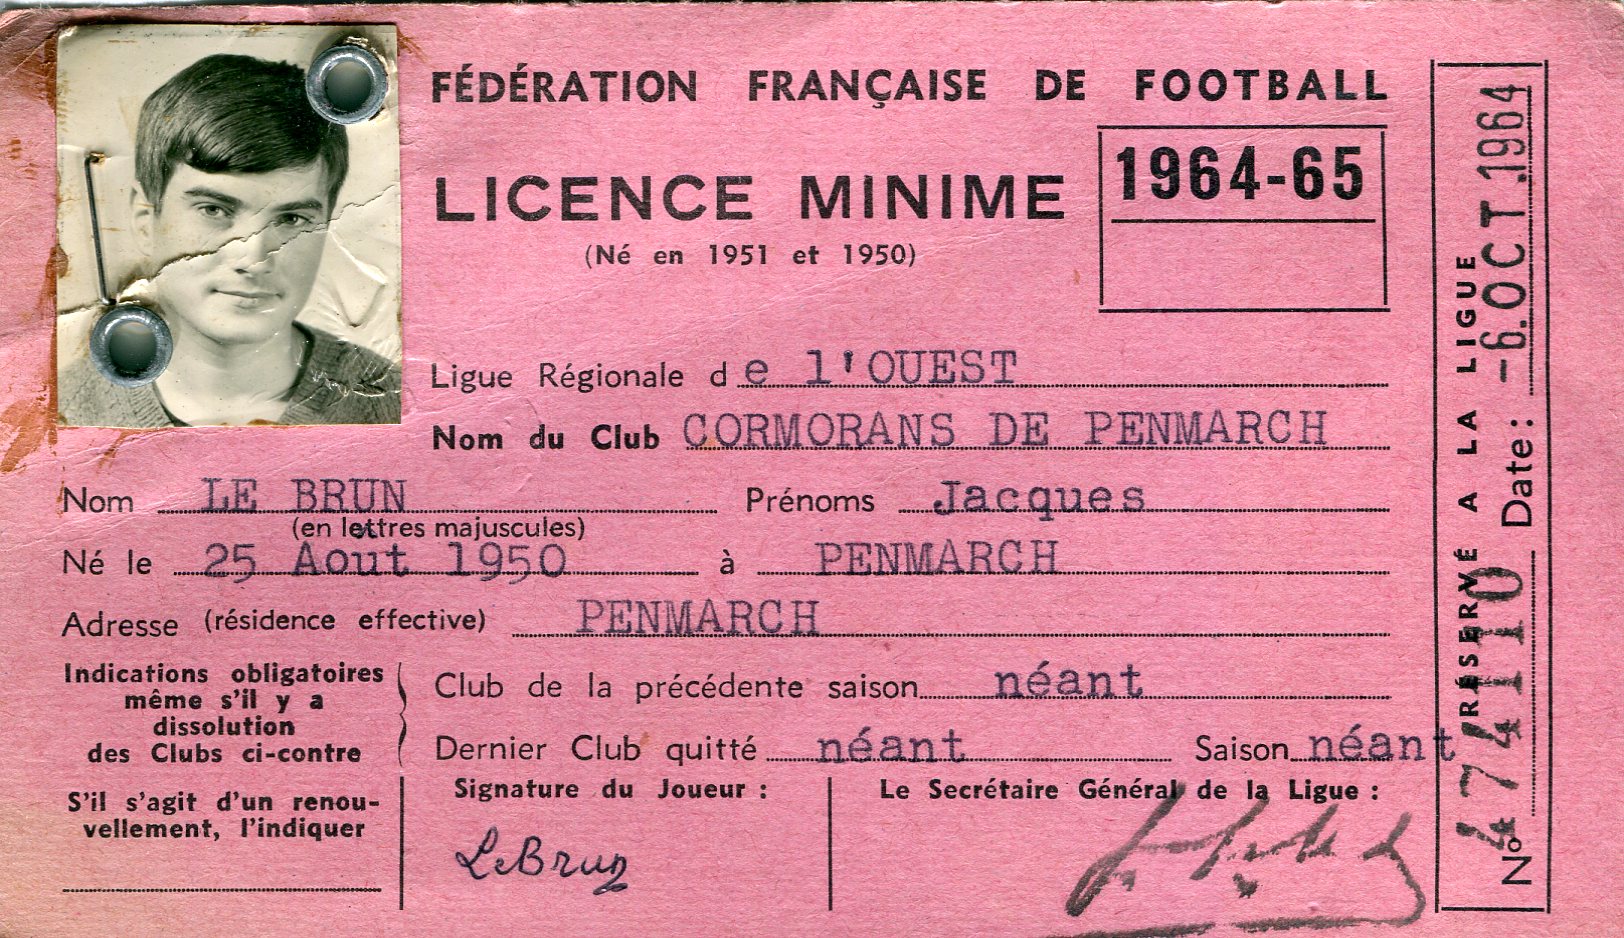 FÉDÉRATION FRANÇAISE DE FOOTBALL
LICENCE MINIME
(Né en 1951 et 1950)
1964-65
Ligue Régionale de l'OUEST
Nom du Club CORMORANS DE PENMARCH
Nom LE BRUN Prénoms Jacques
(en lettres majuscules)
Né le 25 Août 1950 à PENMARCH
Adresse (résidence effective) PENMARCH
Indications obligatoires
même s'il y a
dissolution
des Clubs ci-contre
Club de la précédente saison néant
Dernier Club quitté néant Saison néant
S'il s'agit d'un renou-
vellement, l'indiquer
Signature du Joueur :
LeBrun
Le Secrétaire Général de la Ligue :
RÉSERVÉ A LA LIGUE
N° Date : -6. OCT. 1964